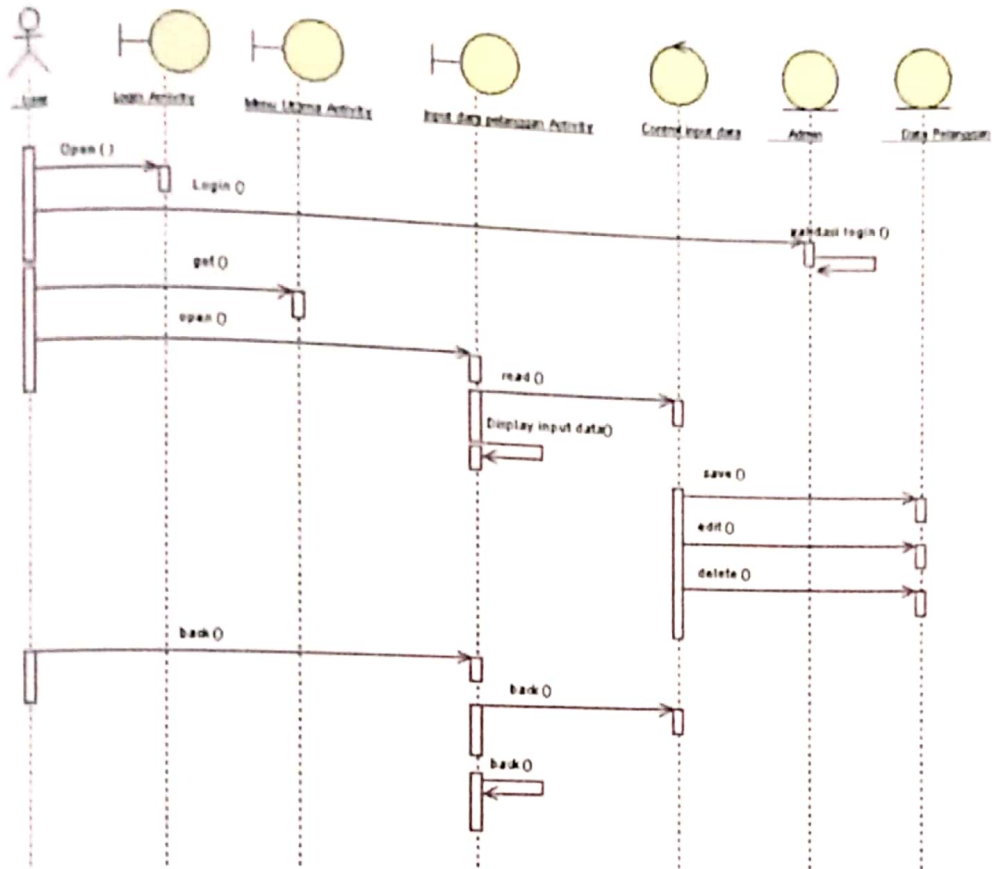 User
Login Activity
Menu Utama Activity
Input data pelanggan Activity
Control input data
Admin
Data Pelanggan
Open ( )
Login ()
validasi login ()
get ()
open ()
read ()
Display input data()
save ()
edit ()
delete ()
back ()
back ()
back ()